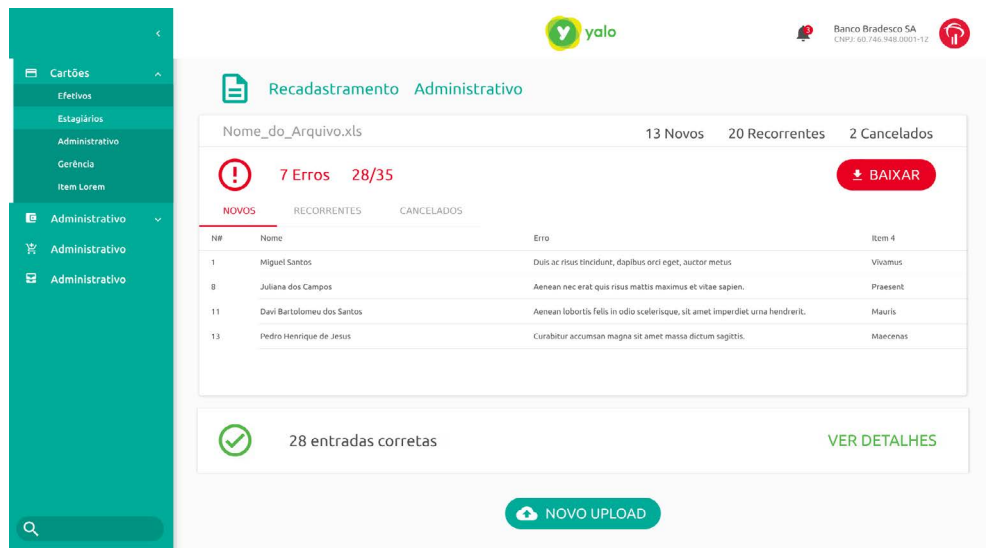 <
yalo
3
Banco Bradesco SA
CNPJ: 60.746.948.0001-12
Cartões
Efetivos
Estagiários
Administrativo
Gerência
Item Lorem
Administrativo
Administrativo
Administrativo
Recadastramento Administrativo
Nome_do_Arquivo.xls 13 Novos 20 Recorrentes 2 Cancelados
7 Erros 28/35 BAIXAR
NOVOS RECORRENTES CANCELADOS
N# Nome Erro Item 4
1 Miguel Santos Duis ac risus tincidunt, dapibus orci eget, auctor metus Vivamus
8 Juliana dos Campos Aenean nec erat quis risus mattis maximus et vitae sapien. Praesent
11 Davi Bartolomeu dos Santos Aenean lobortis felis in odio scelerisque, sit amet imperdiet urna hendrerit. Mauris
13 Pedro Henrique de Jesus Curabitur accumsan magna sit amet massa dictum sagittis. Maecenas
28 entradas corretas VER DETALHES
NOVO UPLOAD